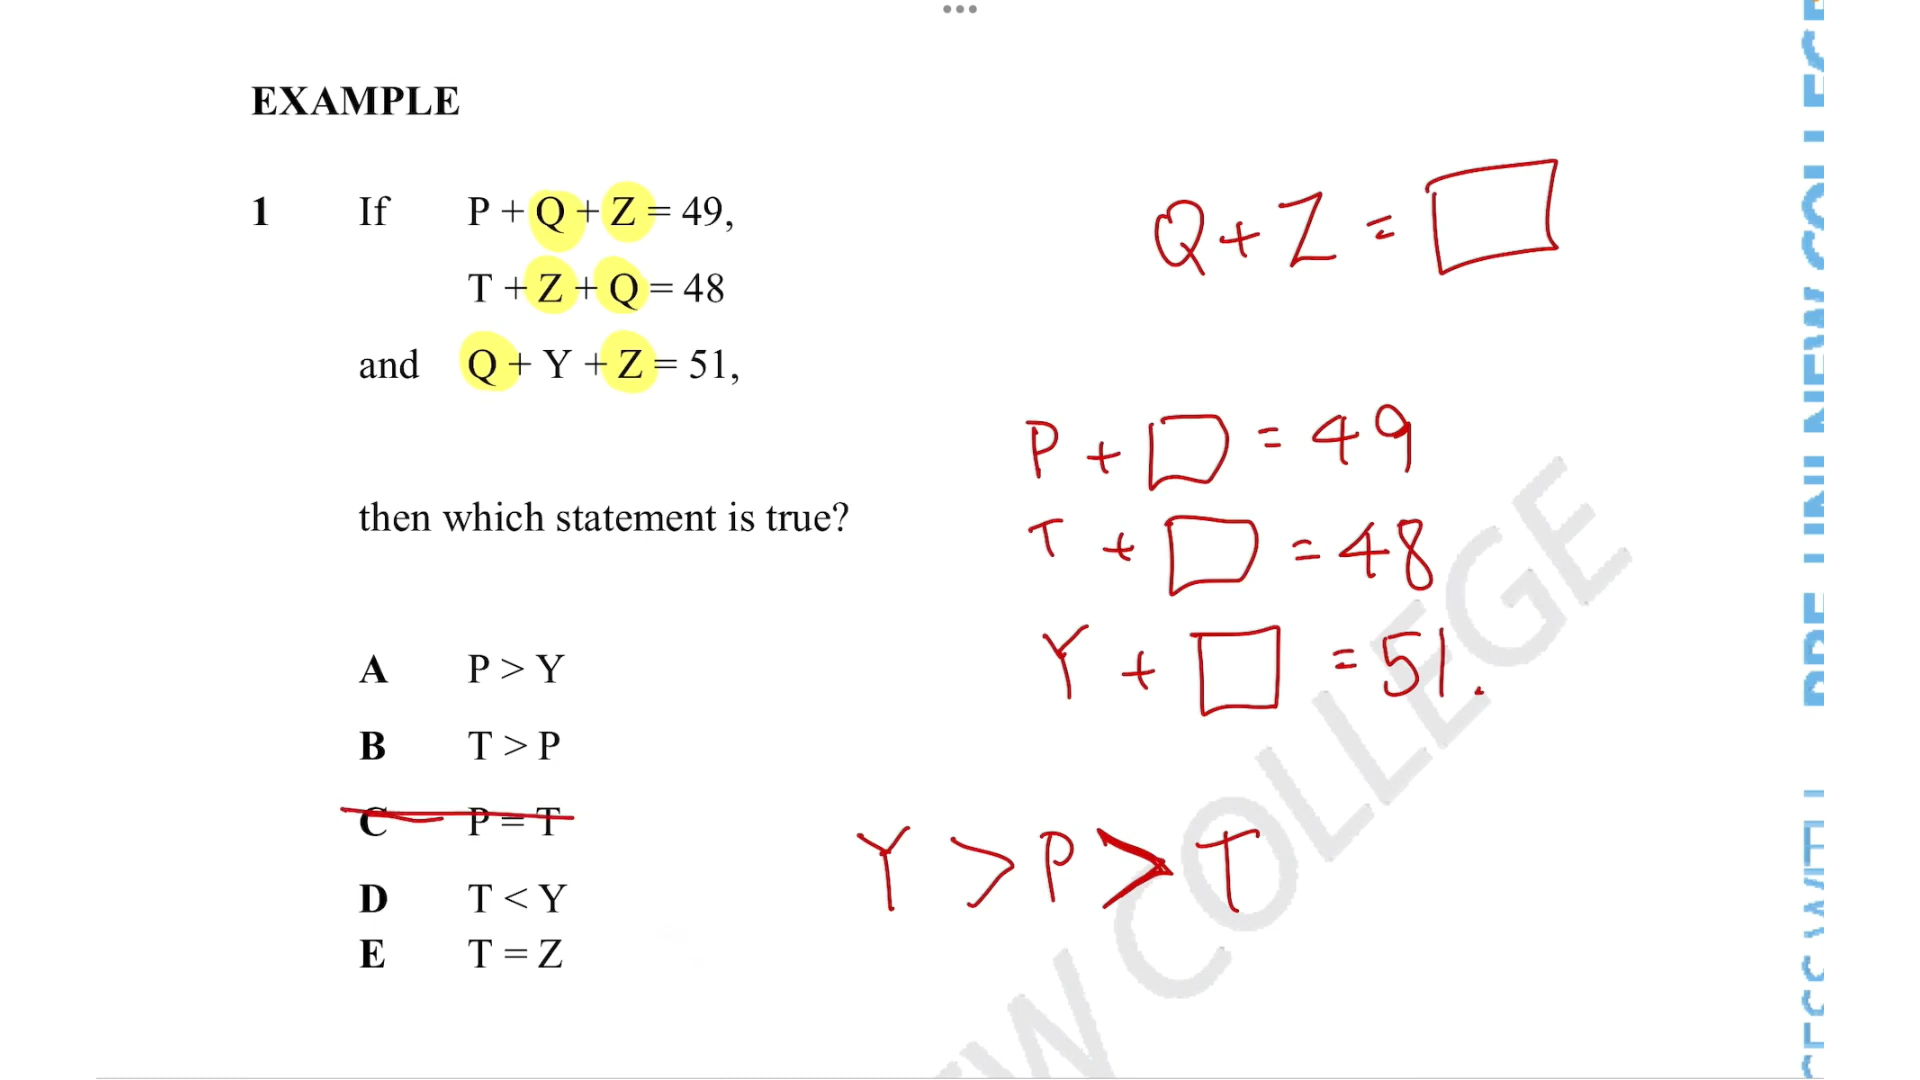 EXAMPLE
1 If P + Q + Z = 49,
T + Z + Q = 48
and Q + Y + Z = 51,
then which statement is true?
A P > Y
B T > P
C P = T
D T < Y
E T = Z
Q + Z =
P + = 49
T + = 48
Y + = 51.
Y > P > T
COLLEGE